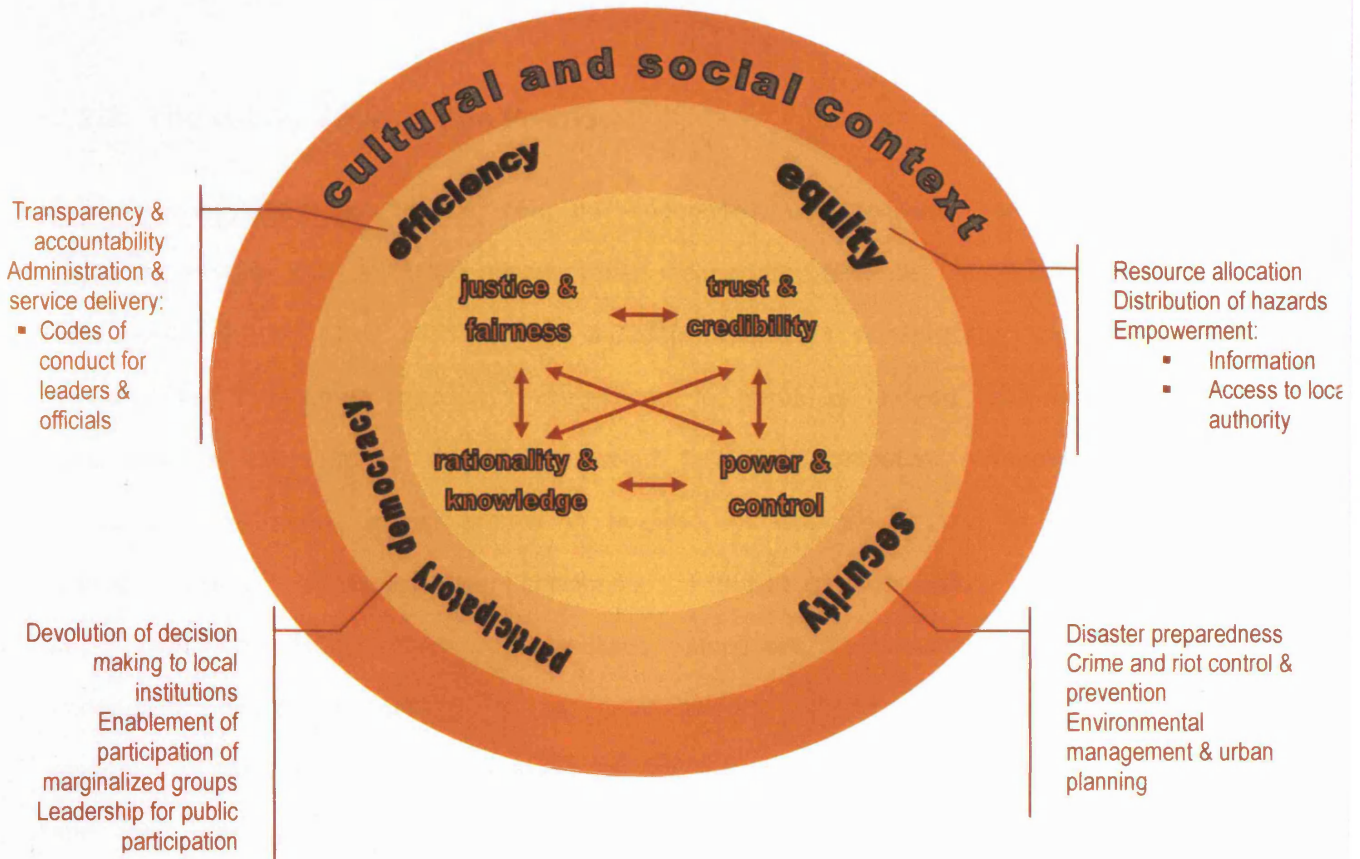 cultural and social context
efficiency
equity
justice &
fairness
trust &
credibility
rationality &
knowledge
power &
control
participatory democracy
security
Transparency &
accountability
Administration &
service delivery:
▪ Codes of
conduct for
leaders &
officials
Resource allocation
Distribution of hazards
Empowerment:
▪ Information
▪ Access to loca
authority
Devolution of decision
making to local
institutions
Enablement of
participation of
marginalized groups
Leadership for public
participation
Disaster preparedness
Crime and riot control &
prevention
Environmental
management & urban
planning